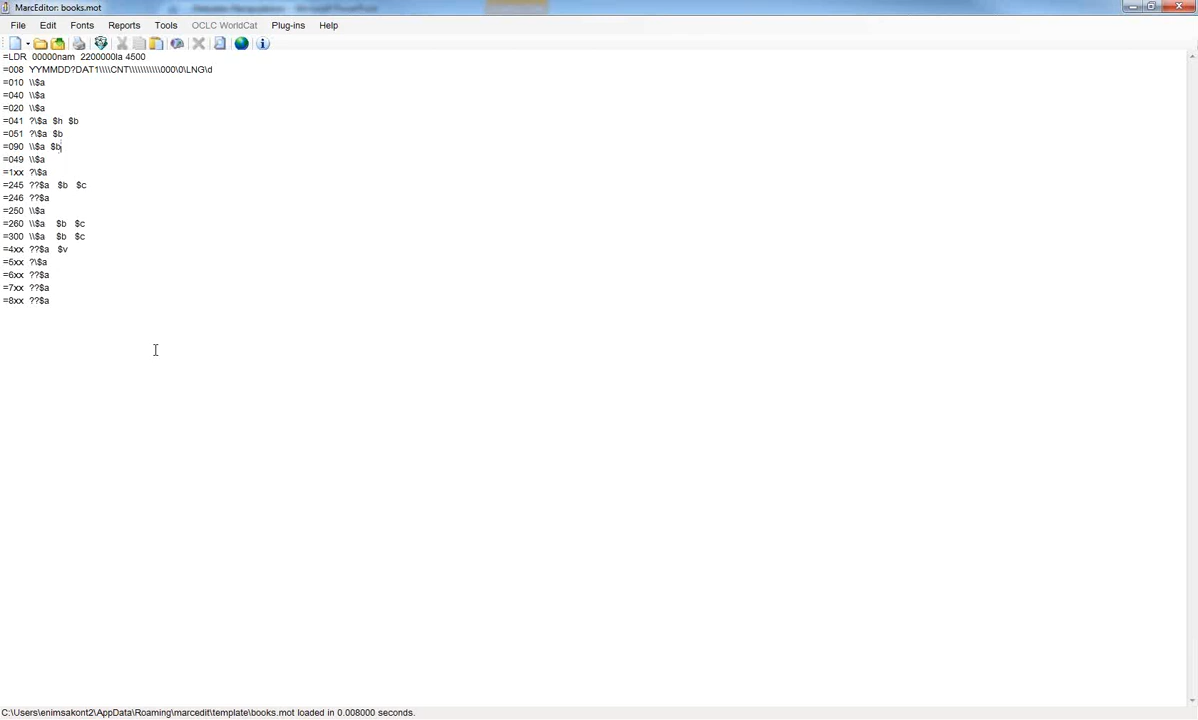 MarcEditor: books.mot
File Edit Fonts Reports Tools OCLC WorldCat Plug-ins Help
=LDR  00000nam  2200000Ia 4500
=008  YYMMDD?DAT1\\\\CNT\\\\\\\\\\\000\0\LNG\d
=010  \\$a
=040  \\$a
=020  \\$a
=041  ?\$a  $h  $b
=051  ?\$a  $b
=090  \\$a  $b
=049  \\$a
=1xx  ?\$a
=245  ??$a   $b   $c
=246  ??$a
=250  \\$a
=260  \\$a    $b   $c
=300  \\$a    $b   $c
=4xx  ??$a   $v
=5xx  ?\$a
=6xx  ??$a
=7xx  ??$a
=8xx  ??$a
C:\Users\enimsakont2\AppData\Roaming\marcedit\template\books.mot loaded in 0.008000 seconds.